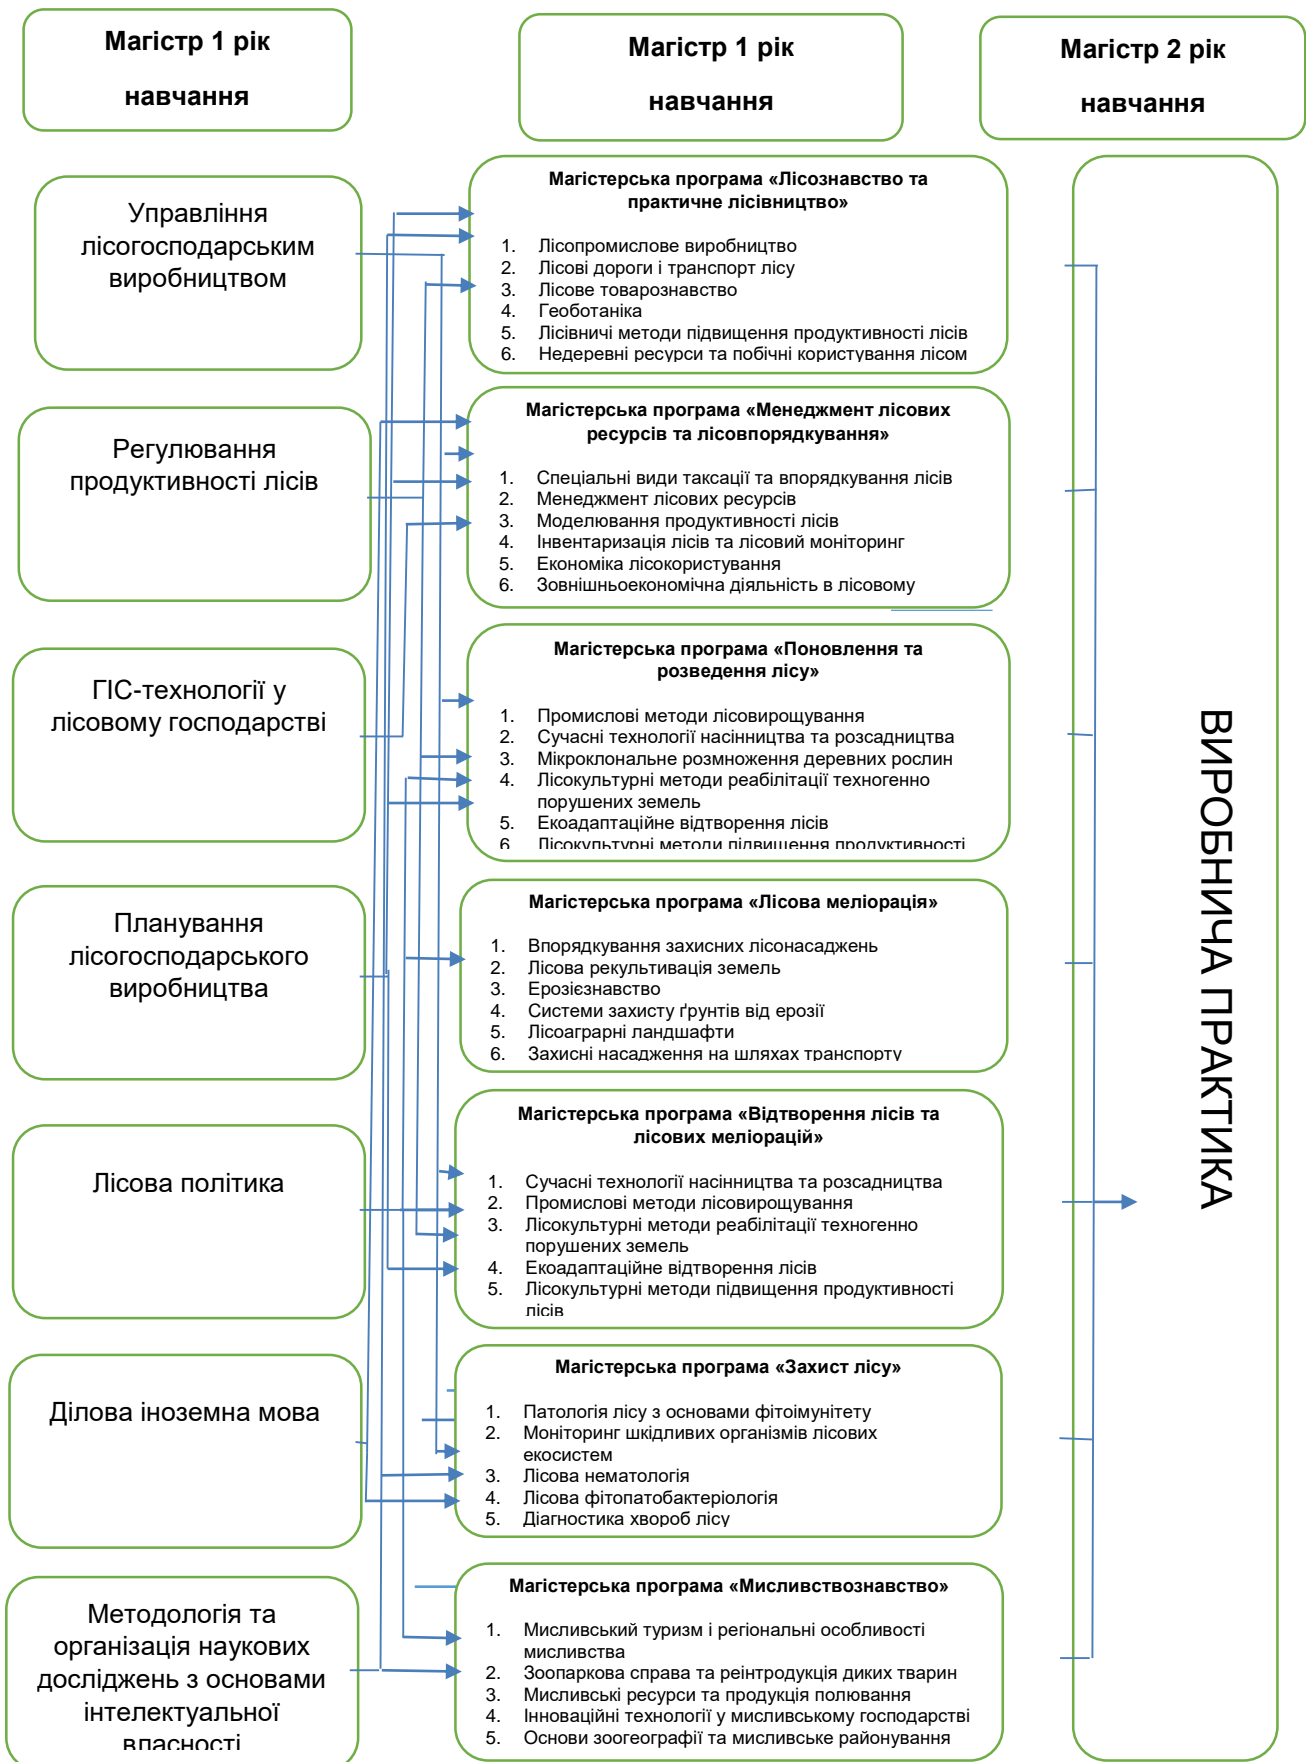 Магістр 1 рік
навчання
Магістр 1 рік
навчання
Магістр 2 рік
навчання
Управління
лісогосподарським
виробництвом
Регулювання
продуктивності лісів
ГІС-технології у
лісовому господарстві
Планування
лісогосподарського
виробництва
Лісова політика
Ділова іноземна мова
Методологія та
організація наукових
досліджень з основами
інтелектуальної
власності
Магістерська програма «Лісознавство та
практичне лісівництво»
1. Лісопромислове виробництво
2. Лісові дороги і транспорт лісу
3. Лісове товарознавство
4. Геоботаніка
5. Лісівничі методи підвищення продуктивності лісів
6. Недеревні ресурси та побічні користування лісом
Магістерська програма «Менеджмент лісових
ресурсів та лісовпорядкування»
1. Спеціальні види таксації та впорядкування лісів
2. Менеджмент лісових ресурсів
3. Моделювання продуктивності лісів
4. Інвентаризація лісів та лісовий моніторинг
5. Економіка лісокористування
6. Зовнішньоекономічна діяльність в лісовому
Магістерська програма «Поновлення та
розведення лісу»
1. Промислові методи лісовирощування
2. Сучасні технології насінництва та розсадництва
3. Мікроклональне розмноження деревних рослин
4. Лісокультурні методи реабілітації техногенно
порушених земель
5. Екоадаптаційне відтворення лісів
6. Лісокультурні методи підвищення продуктивності
Магістерська програма «Лісова меліорація»
1. Впорядкування захисних лісонасаджень
2. Лісова рекультивація земель
3. Ерозієзнавство
4. Системи захисту ґрунтів від ерозії
5. Лісоаграрні ландшафти
6. Захисні насадження на шляхах транспорту
Магістерська програма «Відтворення лісів та
лісових меліорацій»
1. Сучасні технології насінництва та розсадництва
2. Промислові методи лісовирощування
3. Лісокультурні методи реабілітації техногенно
порушених земель
4. Екоадаптаційне відтворення лісів
5. Лісокультурні методи підвищення продуктивності
лісів
Магістерська програма «Захист лісу»
1. Патологія лісу з основами фітоімунітету
2. Моніторинг шкідливих організмів лісових
екосистем
3. Лісова нематологія
4. Лісова фітопатобактеріологія
5. Діагностика хвороб лісу
Магістерська програма «Мисливствознавство»
1. Мисливський туризм і регіональні особливості
мисливства
2. Зоопаркова справа та реінтродукція диких тварин
3. Мисливські ресурси та продукція полювання
4. Інноваційні технології у мисливському господарстві
5. Основи зоогеографії та мисливське районування
ВИРОБНИЧА ПРАКТИКА